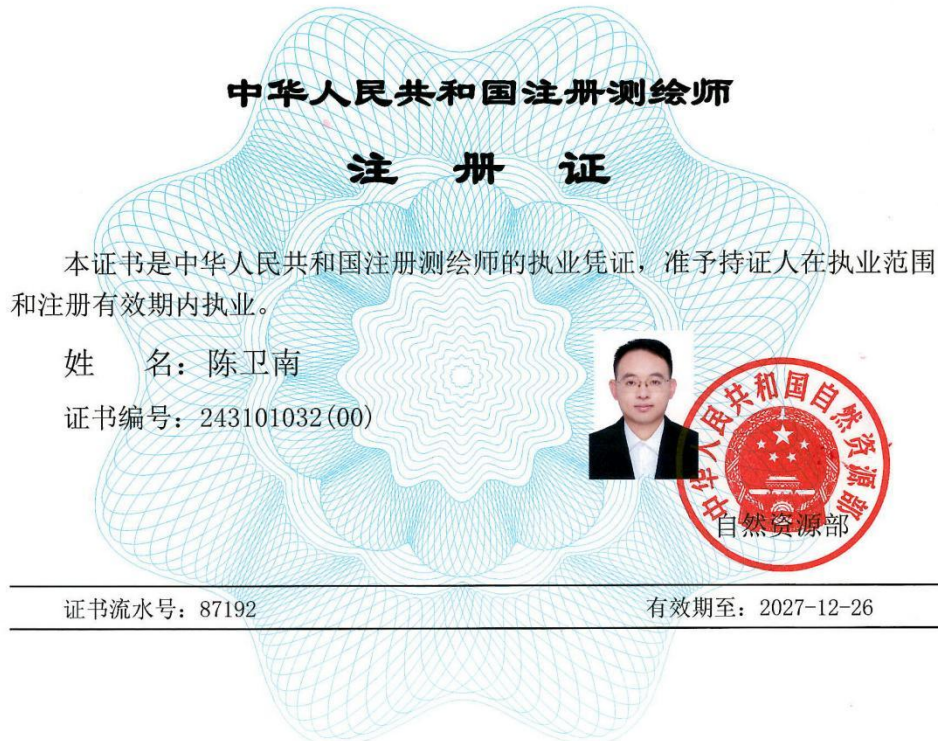 中华人民共和国注册测绘师
注 册 证
本证书是中华人民共和国注册测绘师的执业凭证，准予持证人在执业范围
和注册有效期内执业。
姓 名：陈卫南
证书编号：243101032(00)
中华人民共和国自然资源部
自然资源部
证书流水号：87192 有效期至：2027-12-26